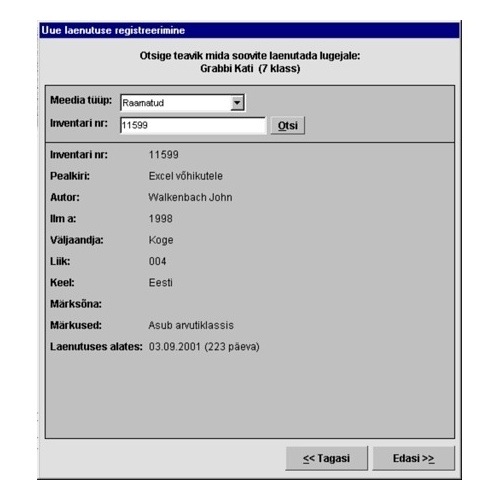 Uue laenutuse registreerimine
Otsige teavik mida soovite laenutada lugejale:
Grabbi Kati (7 klass)
Meedia tüüp: Raamatud
Inventari nr: 11599 Otsi
Inventari nr: 11599
Pealkiri: Excel võhikutele
Autor: Walkenbach John
Ilm a: 1998
Väljaandja: Koge
Liik: 004
Keel: Eesti
Märksõna:
Märkused: Asub arvutiklassis
Laenutuses alates: 03.09.2001 (223 päeva)
<< Tagasi Edasi >>